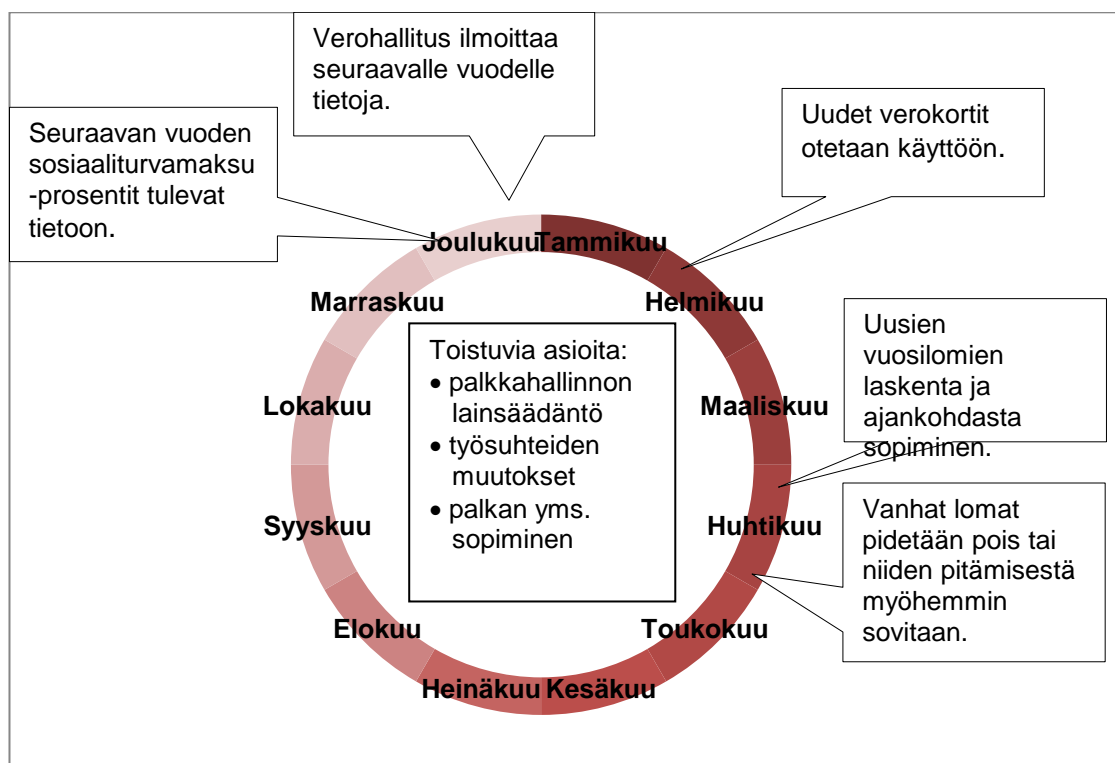 Verohallitus ilmoittaa
seuraavalle vuodelle
tietoja.
Seuraavan vuoden
sosiaaliturvamaksu
-prosentit tulevat
tietoon.
Uudet verokortit
otetaan käyttöön.
Joulukuu
Tammikuu
Marraskuu
Helmikuu
Lokakuu
Maaliskuu
Syyskuu
Huhtikuu
Elokuu
Toukokuu
Heinäkuu
Kesäkuu
Toistuvia asioita:
• palkkahallinnon
lainsäädäntö
• työsuhteiden
muutokset
• palkan yms.
sopiminen
Uusien
vuosilomien
laskenta ja
ajankohdasta
sopiminen.
Vanhat lomat
pidetään pois tai
niiden pitämisestä
myöhemmin
sovitaan.